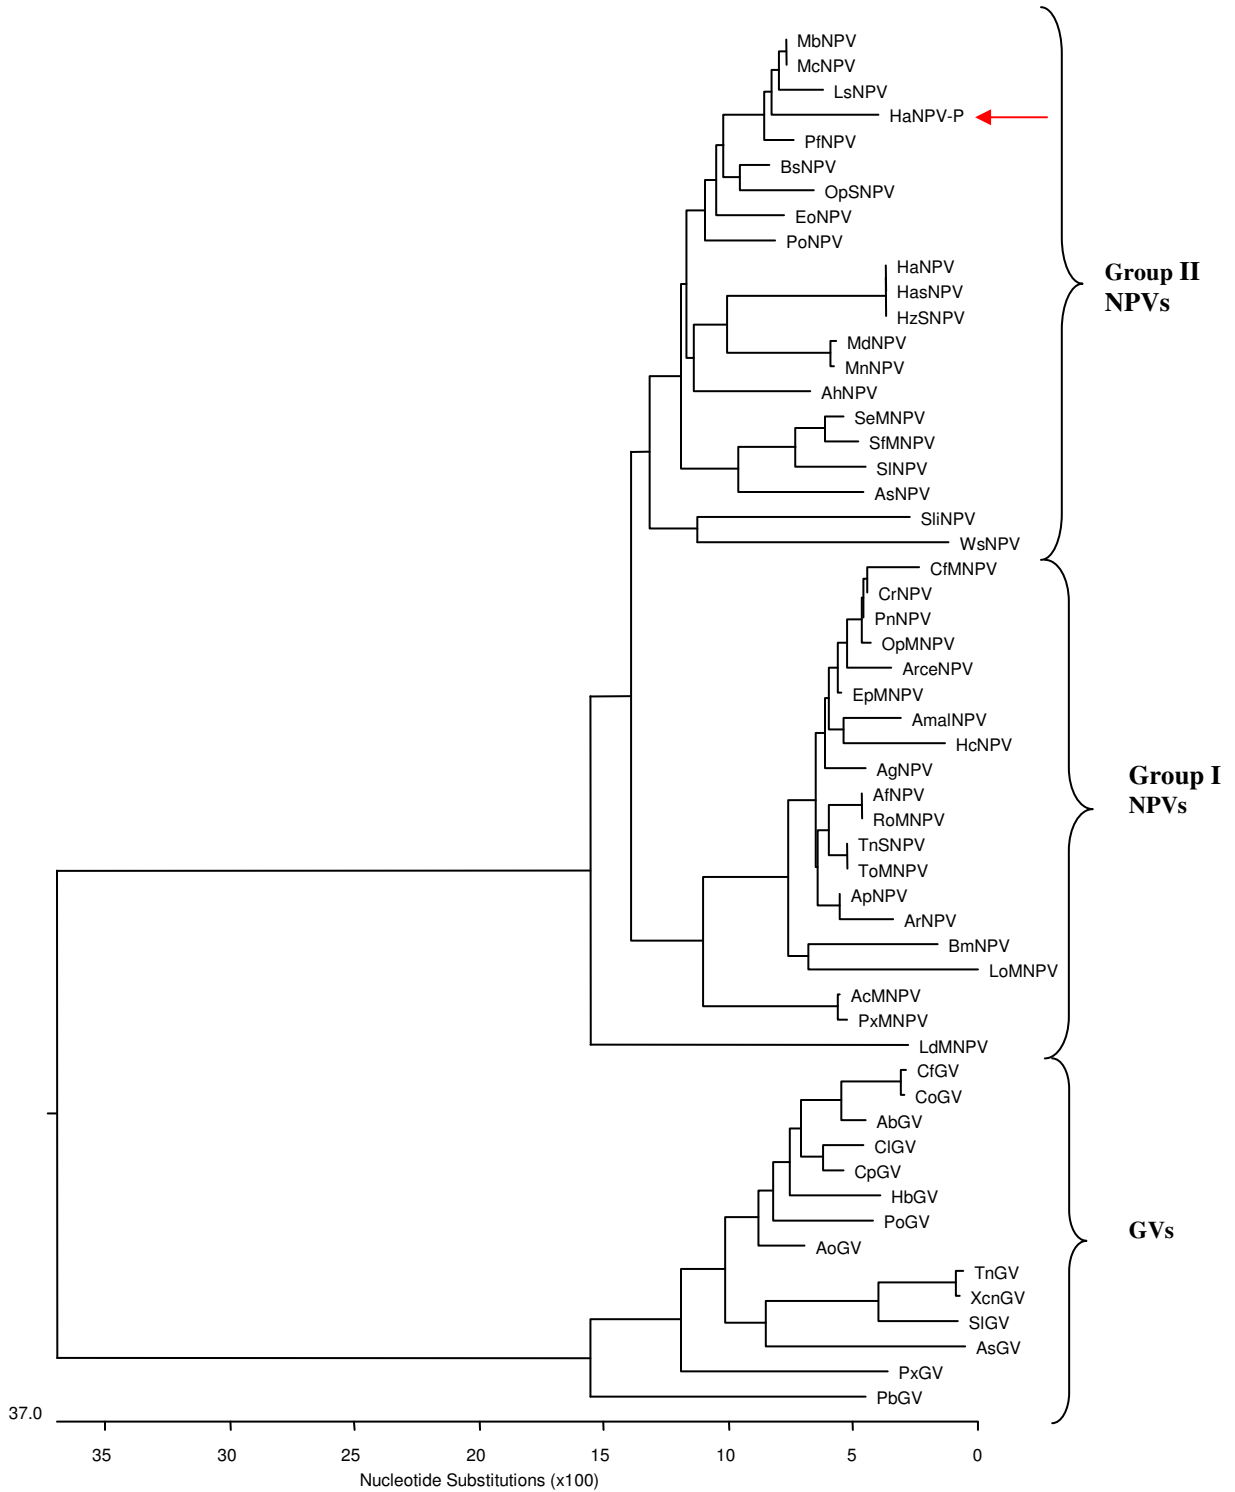 MbNPV
McNPV
LsNPV
HaNPV-P
PfNPV
BsNPV
OpSNPV
EoNPV
PoNPV
HaNPV
HasNPV
HzSNPV
Group II
NPVs
MdNPV
MnNPV
AhNPV
SeMNPV
SfMNPV
SlNPV
AsNPV
SliNPV
WsNPV
CfMNPV
CrNPV
PnNPV
OpMNPV
ArceNPV
EpMNPV
AmalNPV
HcNPV
AgNPV
Group I
NPVs
AfNPV
RoMNPV
TnSNPV
ToMNPV
ApNPV
ArNPV
BmNPV
LoMNPV
AcMNPV
PxMNPV
LdMNPV
CfGV
CoGV
AbGV
ClGV
CpGV
HbGV
PoGV
GVs
AoGV
TnGV
XcnGV
SlGV
AsGV
PxGV
PbGV
37.0
35 30 25 20 15 10 5 0
Nucleotide Substitutions (x100)